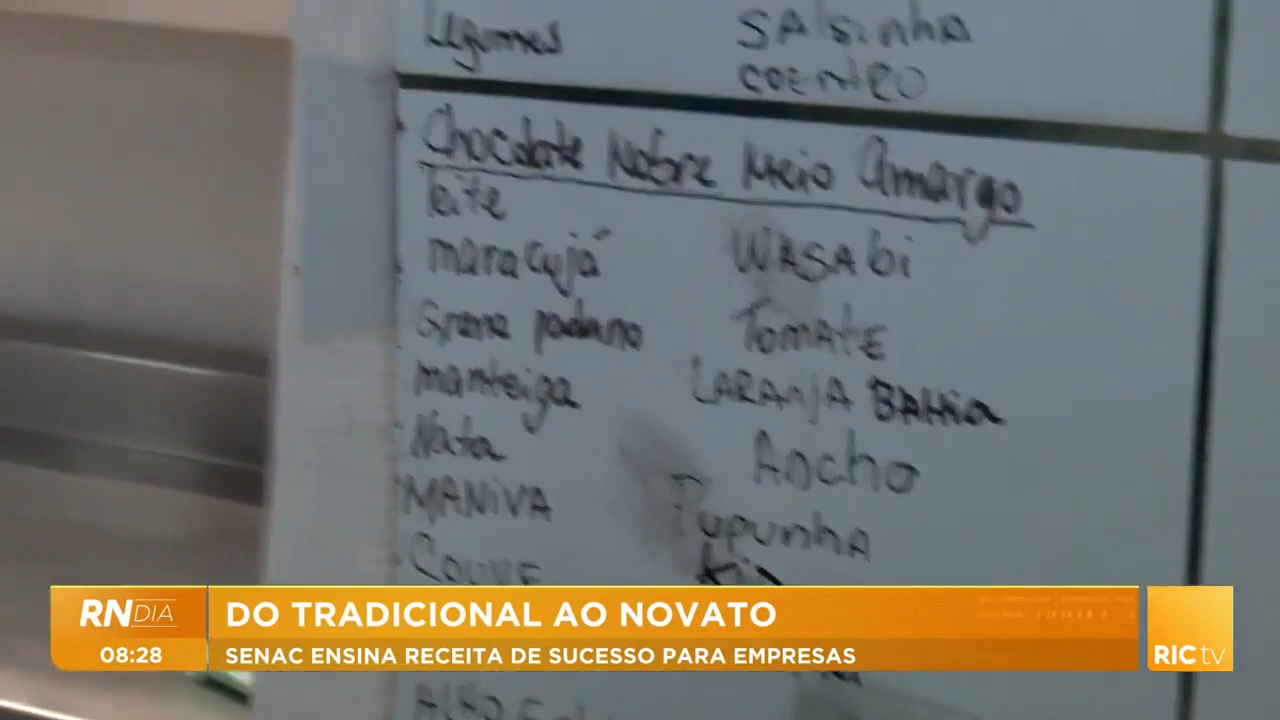 Legumes SALSINHA
COENTRO
Chocolate Nobre Meio Amargo
leite
maracujá WASABi
Grana padano TOMATE
manteiga LARANJA BAHIA
Nata Ancho
MANIVA Pupunha
COUVE
RNDIA DO TRADICIONAL AO NOVATO
08:28 SENAC ENSINA RECEITA DE SUCESSO PARA EMPRESAS
RICtv